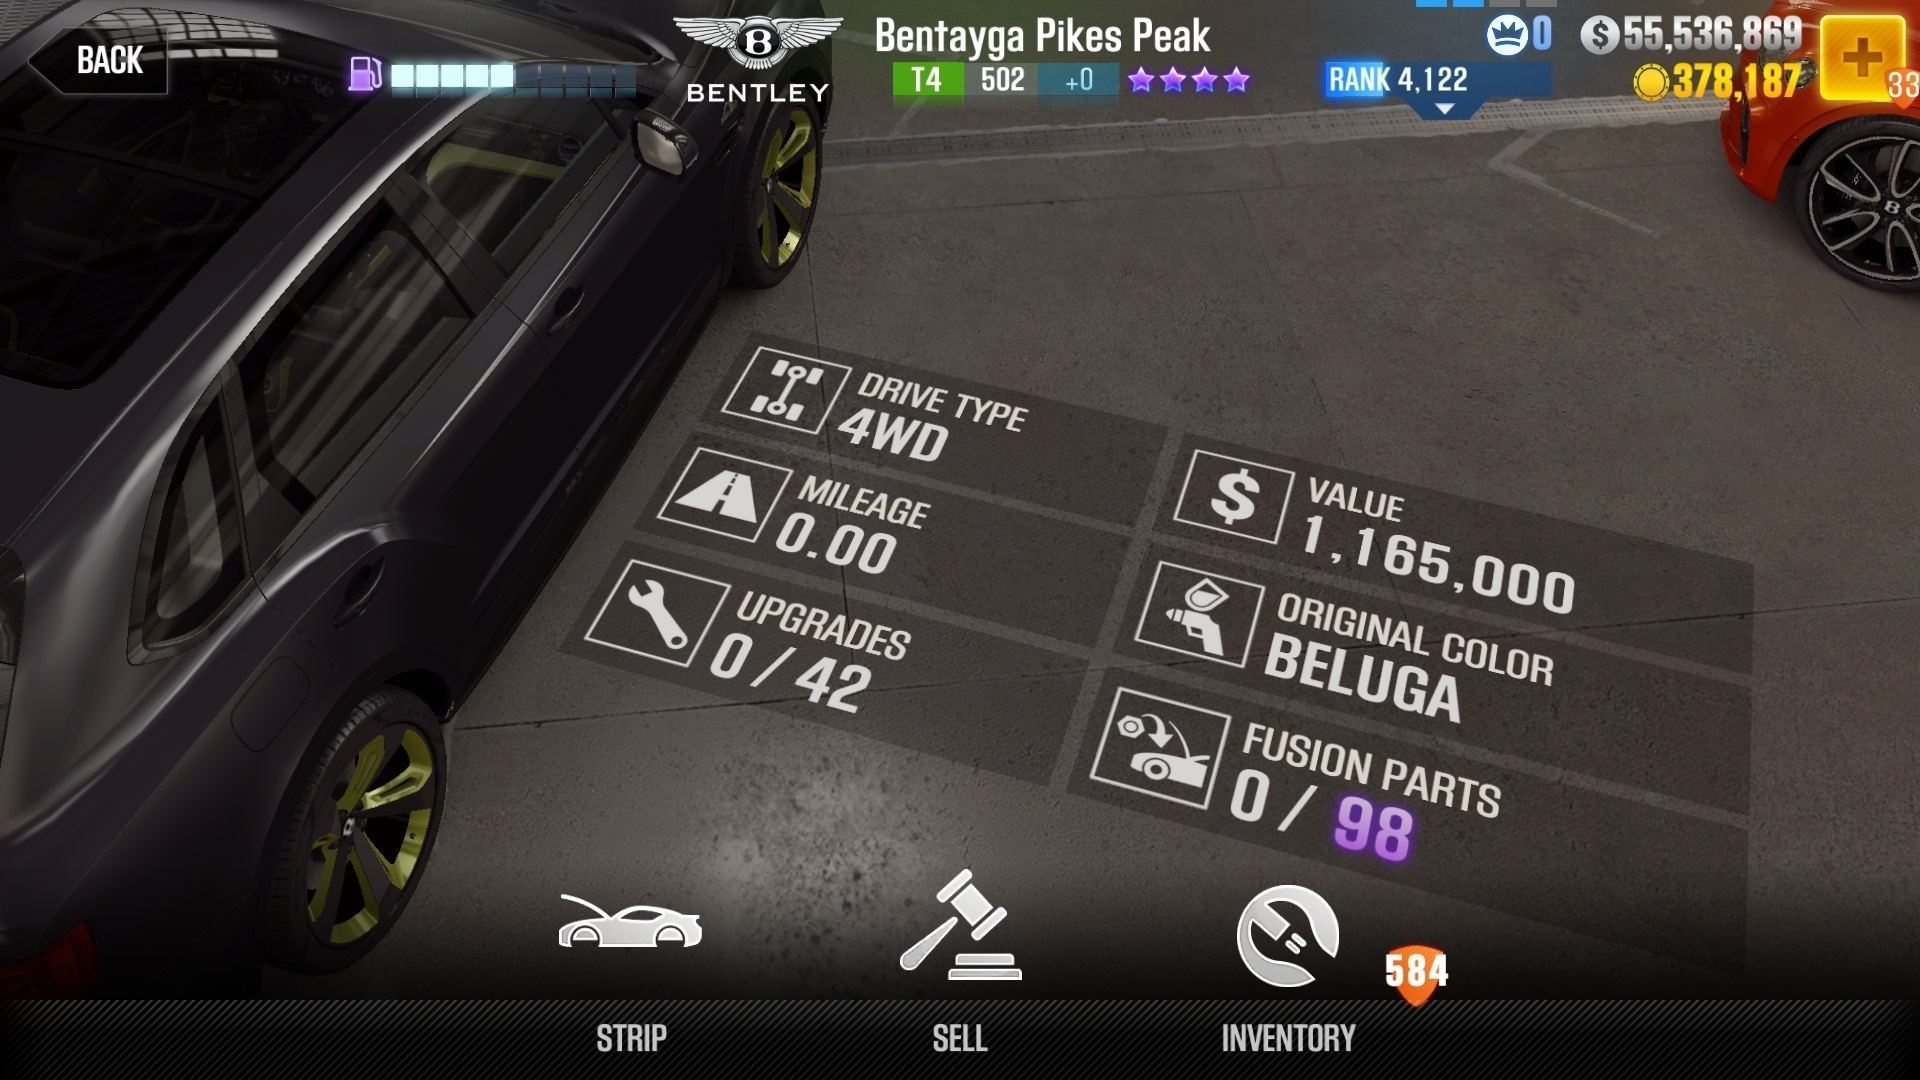 BACK
B
BENTLEY
Bentayga Pikes Peak
T4 502 +0
RANK 4,122
0
$ 55,536,869
378,187
33
DRIVE TYPE
4WD
MILEAGE
0.00
UPGRADES
0 / 42
$ VALUE
1,165,000
ORIGINAL COLOR
BELUGA
FUSION PARTS
0 / 98
B
584
STRIP
SELL
INVENTORY